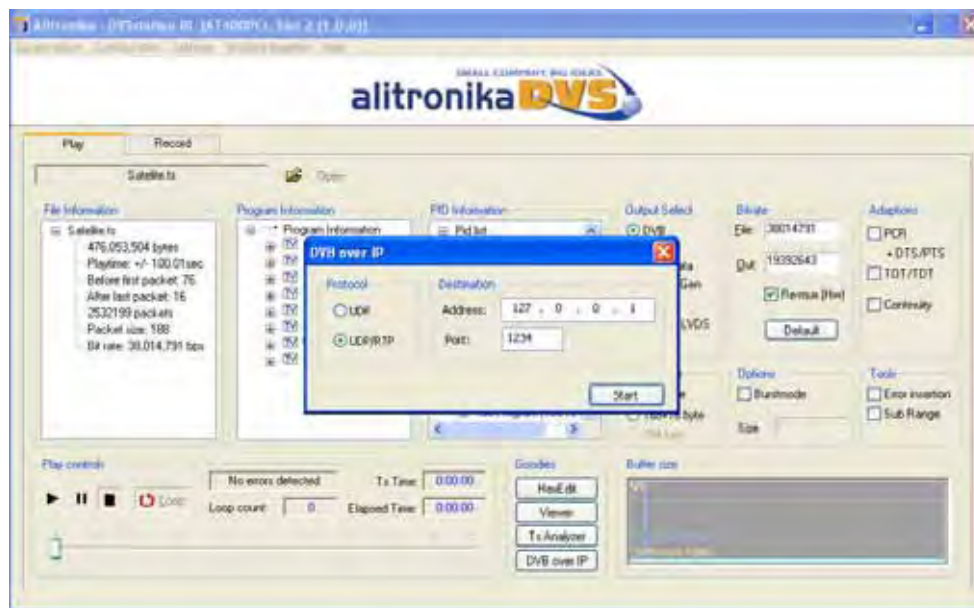 SMALL COMPANY BIG IDEAS
alitronika DVS
Play
Record
Satellite.ts
Open
File Information
Satellite.ts
476,053,504 bytes
Playtime: +/- 100.01sec
Before first packet: 76
After last packet: 16
2532199 packets
Packet size: 188
Bit rate: 38,014,791 bps
Program Information
Program Information
PID Information
Pid list
Output Select
DVB
LVDS
Bitrate
File: 38014791
Out: 19392643
Remux (Hw)
Default
Adaptions
PCR
+ DTS/PTS
TOT/TDT
Continuity
DVB over IP
Protocol
UDP
UDP/RTP
Destination
Address: 127 . 0 . 0 . 1
Port: 1234
Start
byte
Options
Burstmode
Size
Tools
Error insertion
Sub Range
Play controls
Loop
No errors detected
Loop count: 0
Tx Time: 0:00:00
Elapsed Time: 0:00:00
Goodies
HexEdit
Viewer
Ts Analyzer
DVB over IP
Buffer size